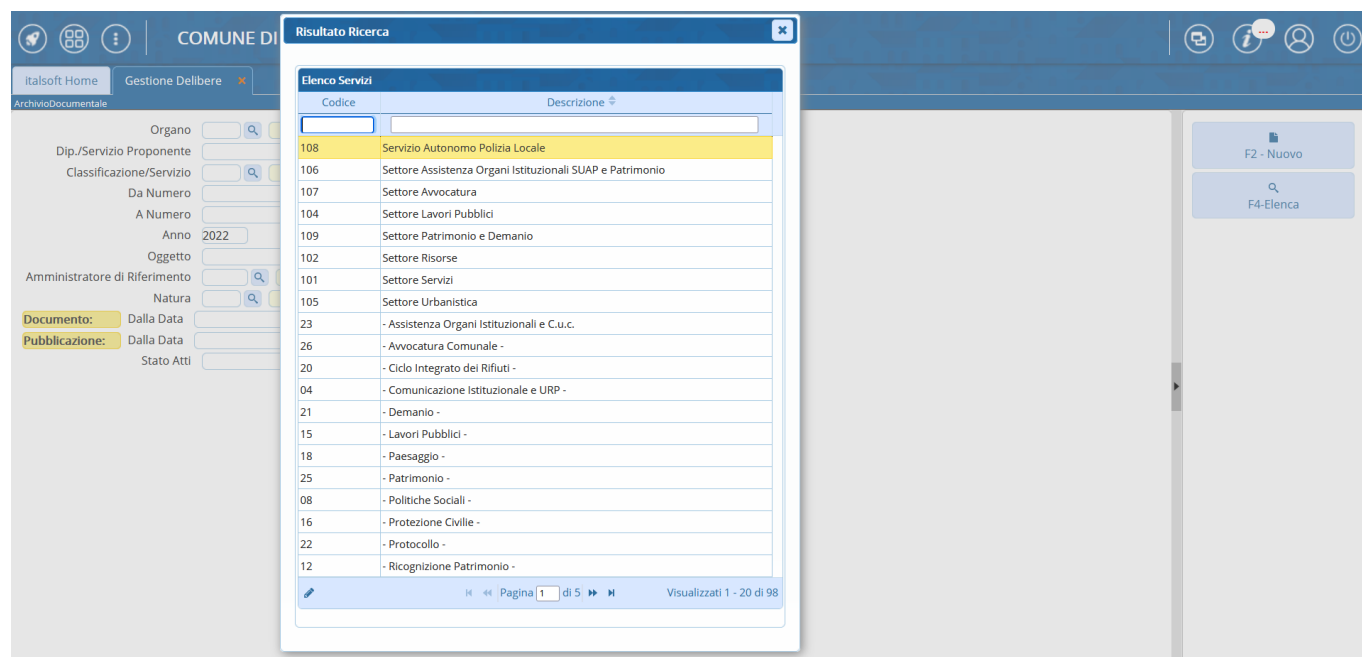 COMUNE DI
...
italsoft Home
Gestione Delibere ×
ArchivioDocumentale
Organo
Dip./Servizio Proponente
Classificazione/Servizio
Da Numero
A Numero
Anno 2022
Oggetto
Amministratore di Riferimento
Natura
Documento: Dalla Data
Pubblicazione: Dalla Data
Stato Atti
Risultato Ricerca
Elenco Servizi
Codice Descrizione
108 Servizio Autonomo Polizia Locale
106 Settore Assistenza Organi Istituzionali SUAP e Patrimonio
107 Settore Avvocatura
104 Settore Lavori Pubblici
109 Settore Patrimonio e Demanio
102 Settore Risorse
101 Settore Servizi
105 Settore Urbanistica
23 - Assistenza Organi Istituzionali e C.u.c.
26 - Avvocatura Comunale -
20 - Ciclo Integrato dei Rifiuti -
04 - Comunicazione Istituzionale e URP -
21 - Demanio -
15 - Lavori Pubblici -
18 - Paesaggio -
25 - Patrimonio -
08 - Politiche Sociali -
16 - Protezione Civilie -
22 - Protocollo -
12 - Ricognizione Patrimonio -
Pagina 1 di 5
Visualizzati 1 - 20 di 98
F2 - Nuovo
F4-Elenca